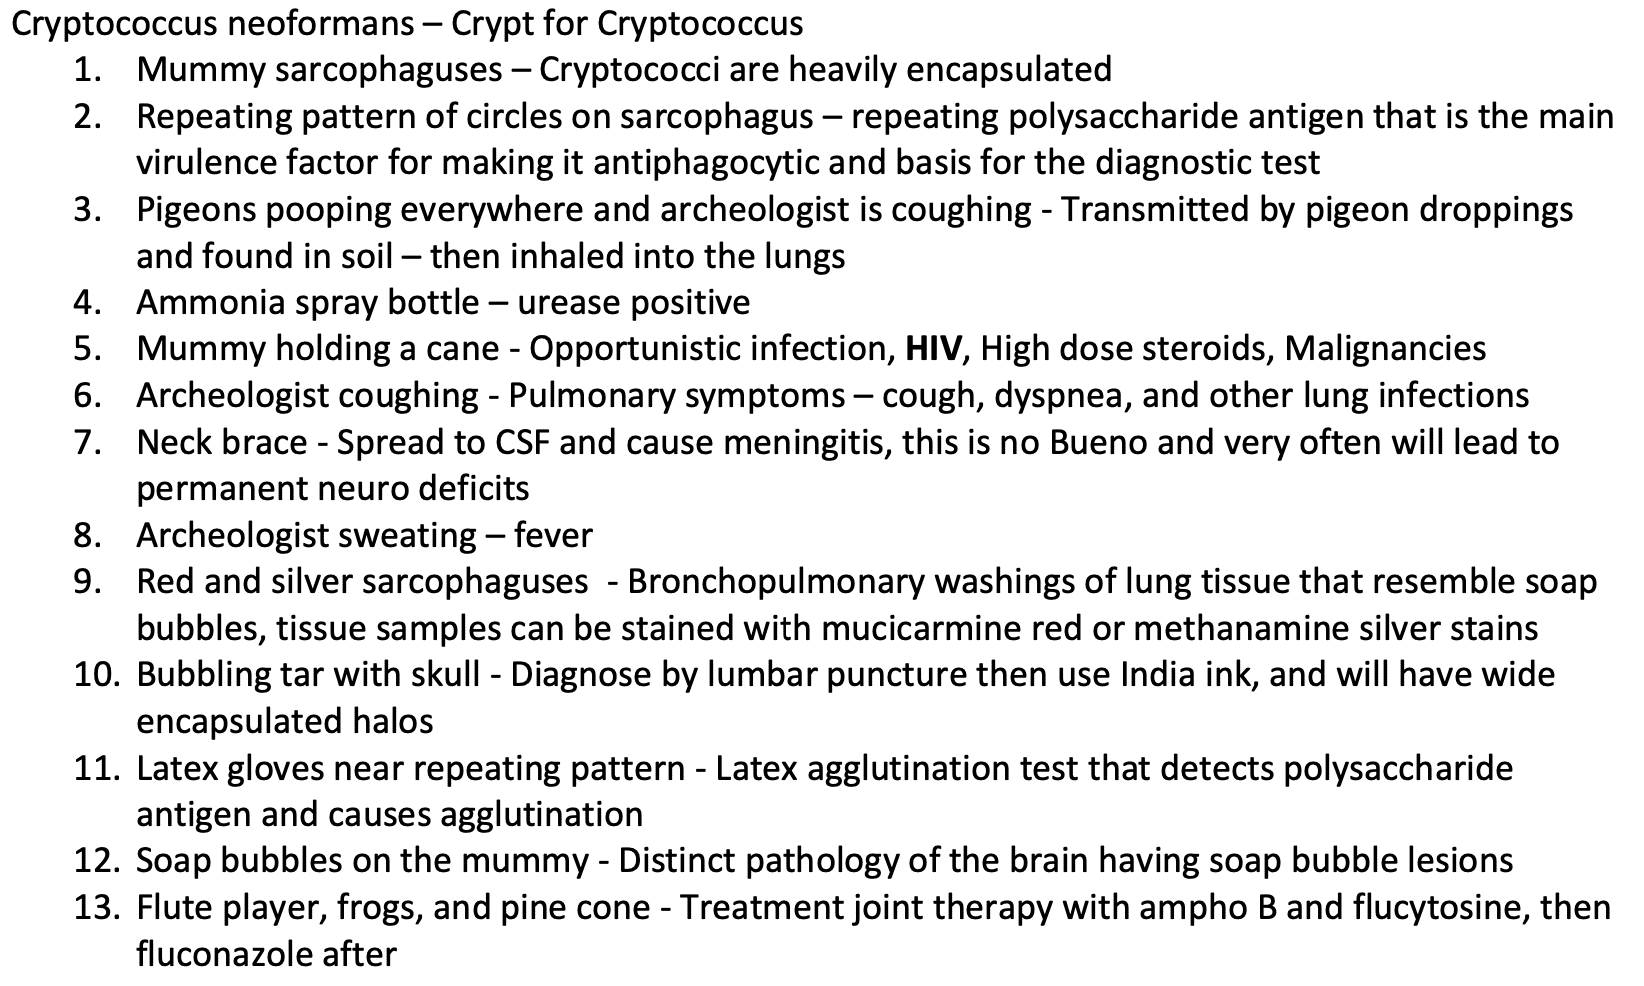 Cryptococcus neoformans – Crypt for Cryptococcus
1. Mummy sarcophaguses – Cryptococci are heavily encapsulated
2. Repeating pattern of circles on sarcophagus – repeating polysaccharide antigen that is the main
virulence factor for making it antiphagocytic and basis for the diagnostic test
3. Pigeons pooping everywhere and archeologist is coughing - Transmitted by pigeon droppings
and found in soil – then inhaled into the lungs
4. Ammonia spray bottle – urease positive
5. Mummy holding a cane - Opportunistic infection, HIV, High dose steroids, Malignancies
6. Archeologist coughing - Pulmonary symptoms – cough, dyspnea, and other lung infections
7. Neck brace - Spread to CSF and cause meningitis, this is no Bueno and very often will lead to
permanent neuro deficits
8. Archeologist sweating – fever
9. Red and silver sarcophaguses  - Bronchopulmonary washings of lung tissue that resemble soap
bubbles, tissue samples can be stained with mucicarmine red or methanamine silver stains
10. Bubbling tar with skull - Diagnose by lumbar puncture then use India ink, and will have wide
encapsulated halos
11. Latex gloves near repeating pattern - Latex agglutination test that detects polysaccharide
antigen and causes agglutination
12. Soap bubbles on the mummy - Distinct pathology of the brain having soap bubble lesions
13. Flute player, frogs, and pine cone - Treatment joint therapy with ampho B and flucytosine, then
fluconazole after